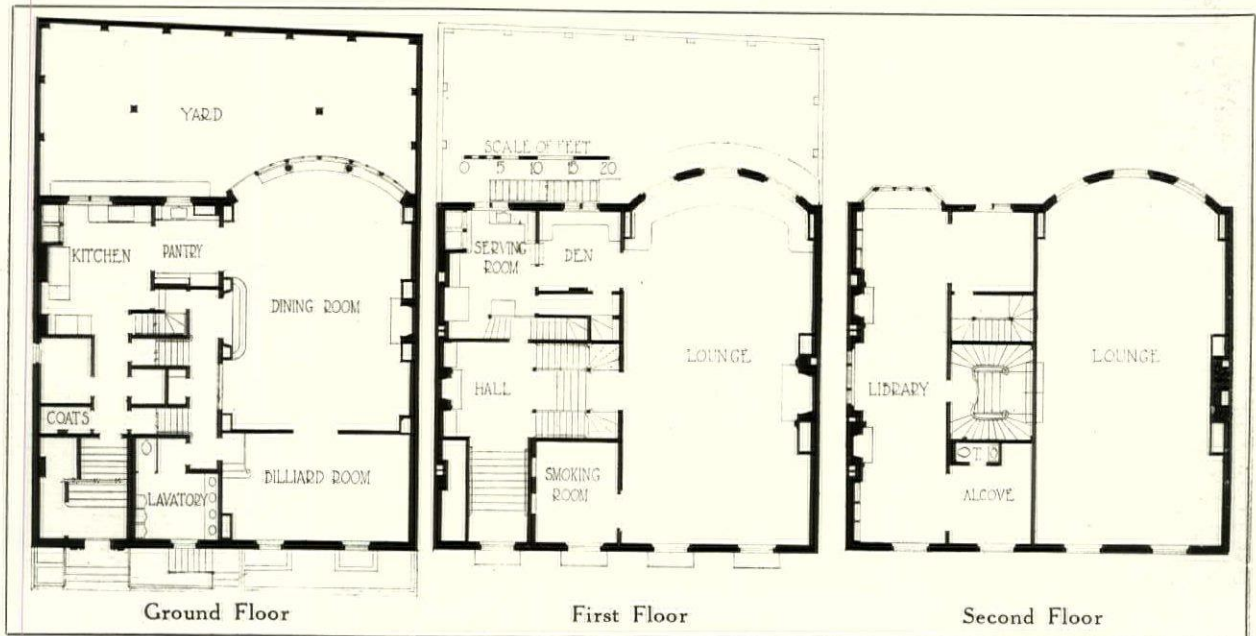 YARD
KITCHEN
PANTRY
DINING ROOM
COATS
LAVATORY
BILLIARD ROOM
Ground Floor
SCALE OF FEET
0 5 10 15 20
SERVING
ROOM
DEN
HALL
LOUNGE
SMOKING
ROOM
First Floor
LIBRARY
LOUNGE
T.
ALCOVE
Second Floor